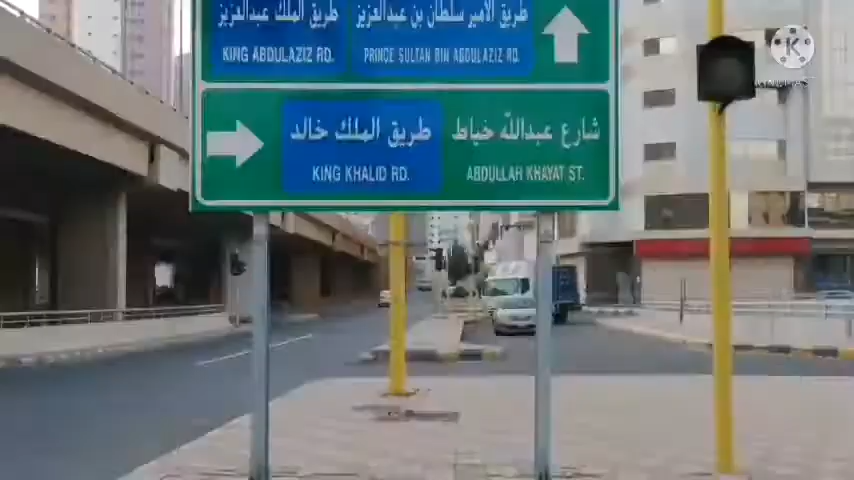 طريق الأمير سلطان بن عبدالعزيز
طريق الملك عبدالعزيز
KING ABDULAZIZ RD.
PRINCE SULTAN BIN ABDULAZIZ RD.
شارع عبدالله خياط
طريق الملك خالد
KING KHALID RD.
ABDULLAH KHAYAT ST.
K